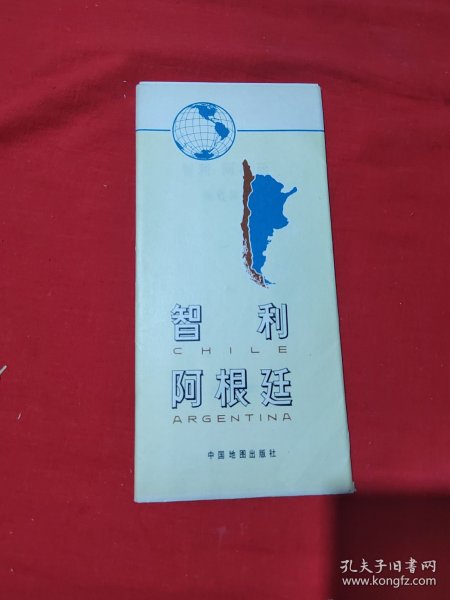 智利
CHILE
阿根廷
ARGENTINA
中国地图出版社
孔夫子旧书网
www.kongfz.com